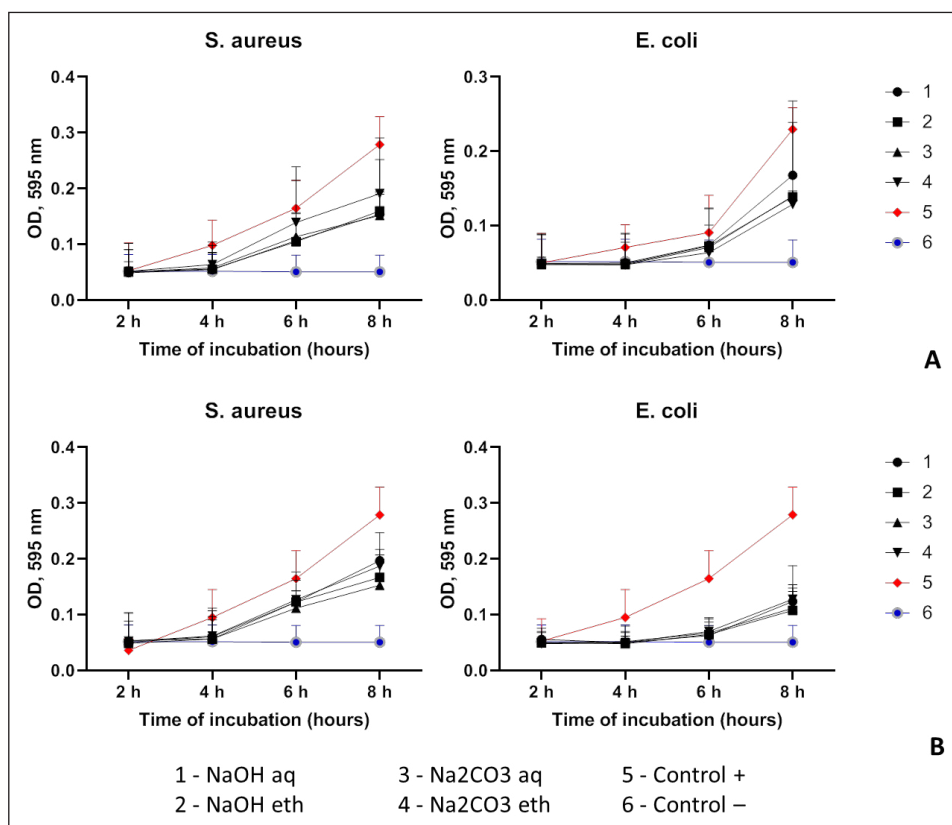 S. aureus
E. coli
OD, 595 nm
0.4
0.3
0.2
0.1
0.0
2 h 4 h 6 h 8 h
Time of incubation (hours)
OD, 595 nm
0.3
0.2
0.1
0.0
2 h 4 h 6 h 8 h
Time of incubation (hours)
1
2
3
4
5
6
A
S. aureus
E. coli
OD, 595 nm
0.4
0.3
0.2
0.1
0.0
2 h 4 h 6 h 8 h
Time of incubation (hours)
OD, 595 nm
0.4
0.3
0.2
0.1
0.0
2 h 4 h 6 h 8 h
Time of incubation (hours)
1
2
3
4
5
6
B
1 - NaOH aq 3 - Na2CO3 aq 5 - Control +
2 - NaOH eth 4 - Na2CO3 eth 6 - Control –